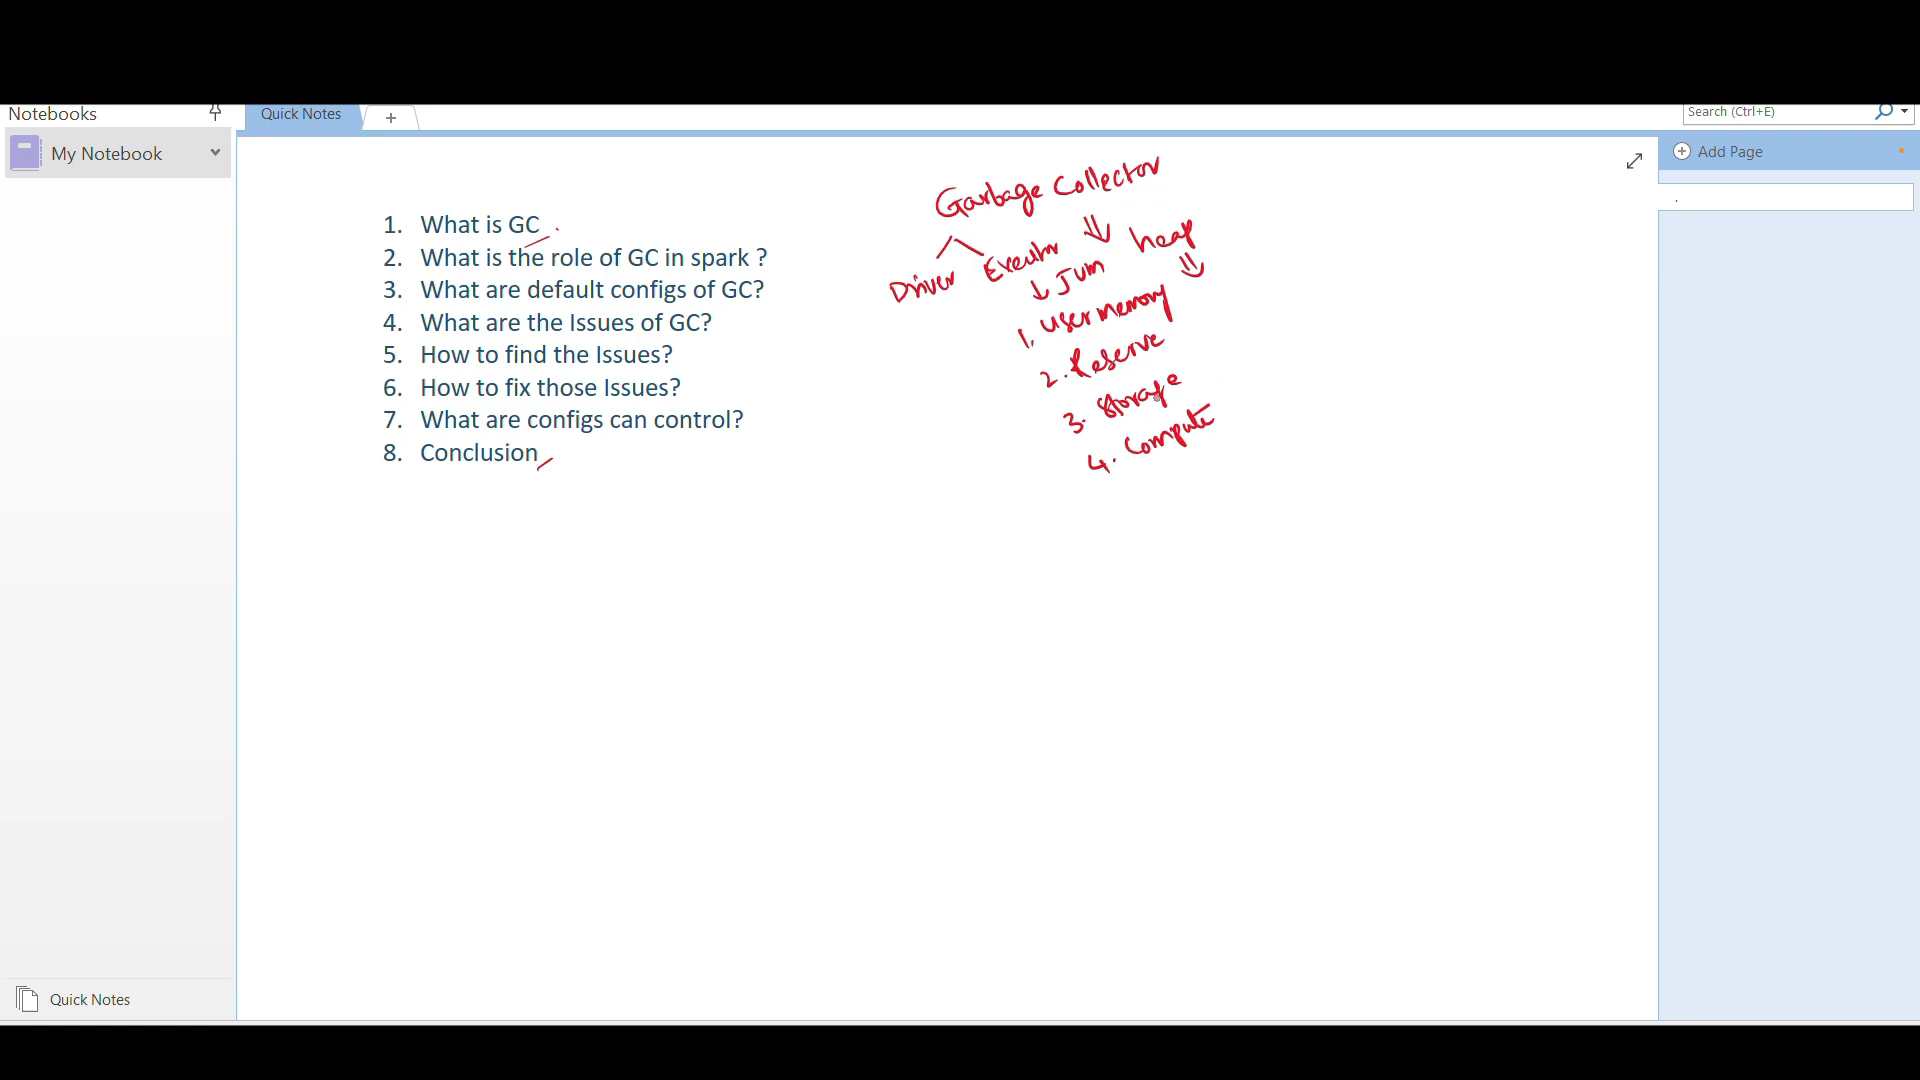 Notebooks
Quick Notes
+
Search (Ctrl+E)
My Notebook
Add Page
.
1. What is GC
2. What is the role of GC in spark ?
3. What are default configs of GC?
4. What are the Issues of GC?
5. How to find the Issues?
6. How to fix those Issues?
7. What are configs can control?
8. Conclusion
Garbage Collector
Driver Executor JVM heap
1. user memory
2. Reserve
3. Storage
4. Compute
Quick Notes